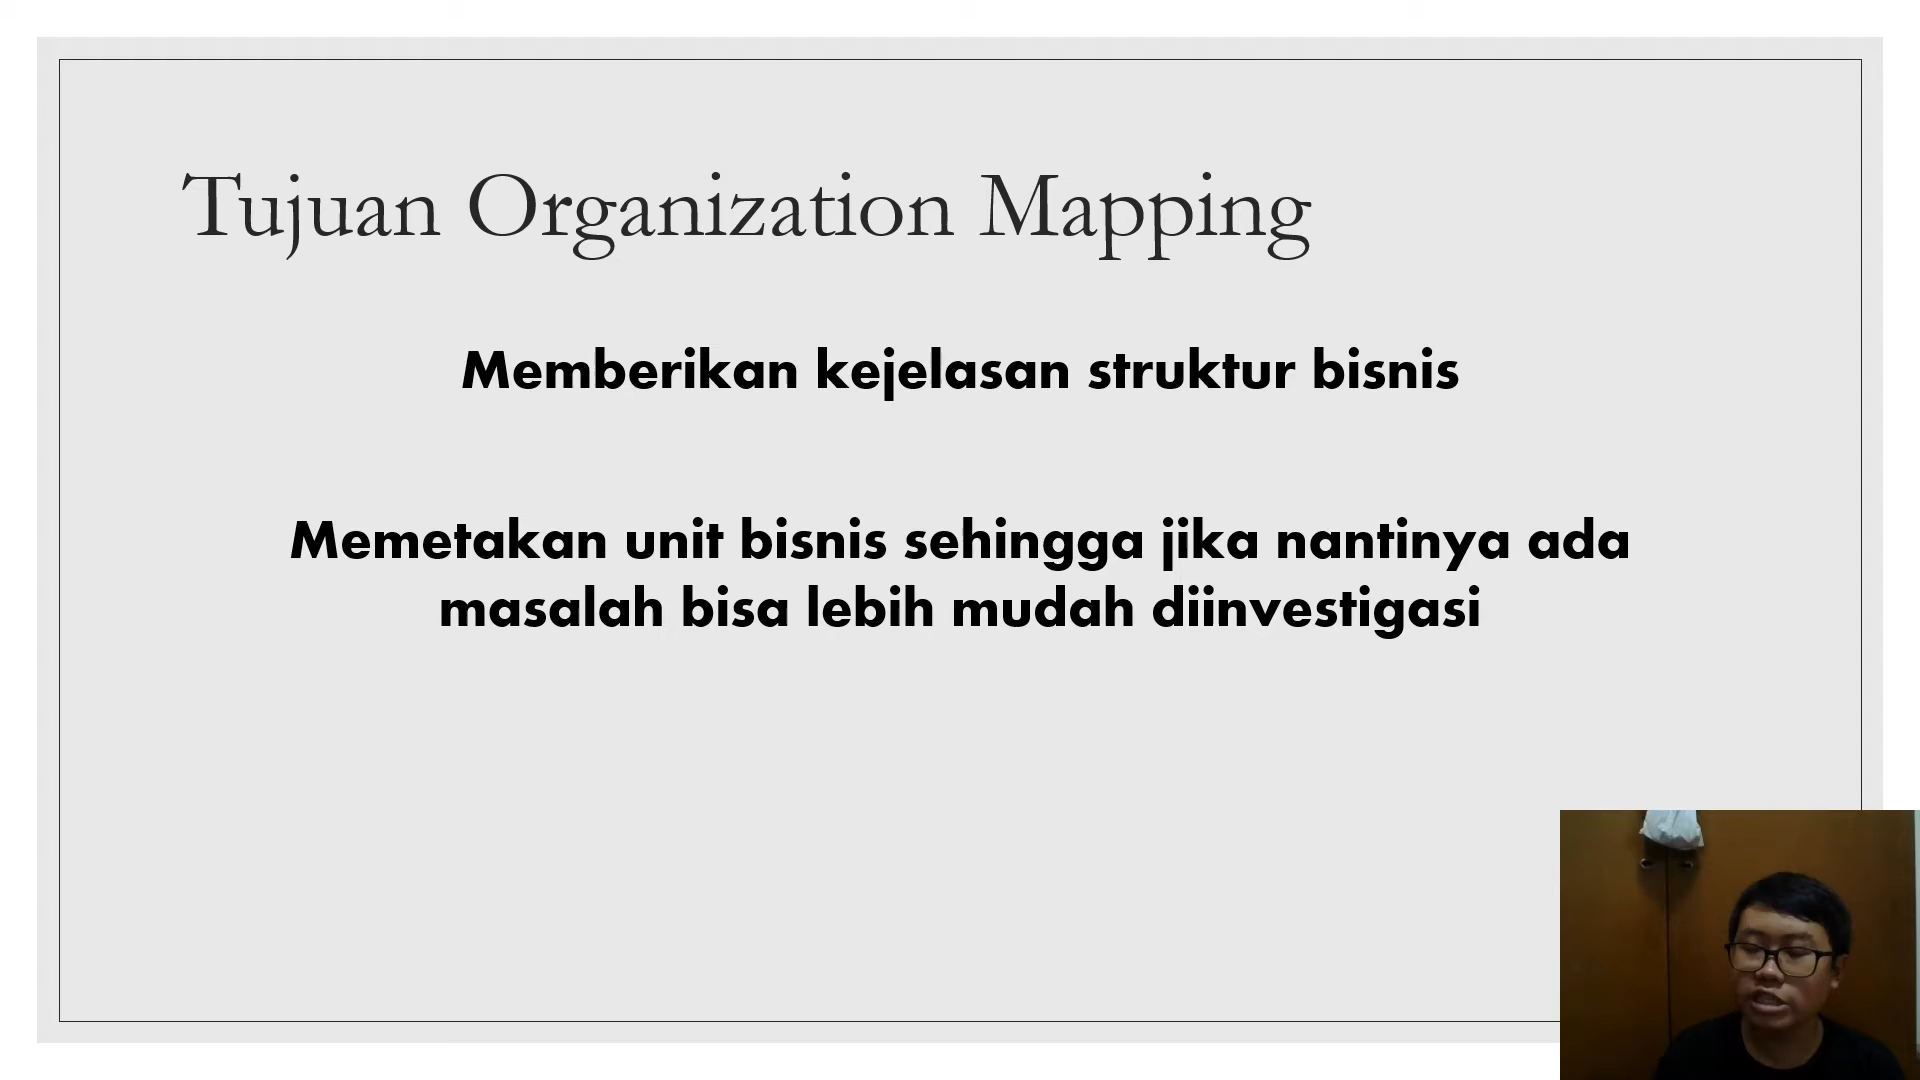 Tujuan Organization Mapping
Memberikan kejelasan struktur bisnis
Memetakan unit bisnis sehingga jika nantinya ada
masalah bisa lebih mudah diinvestigasi